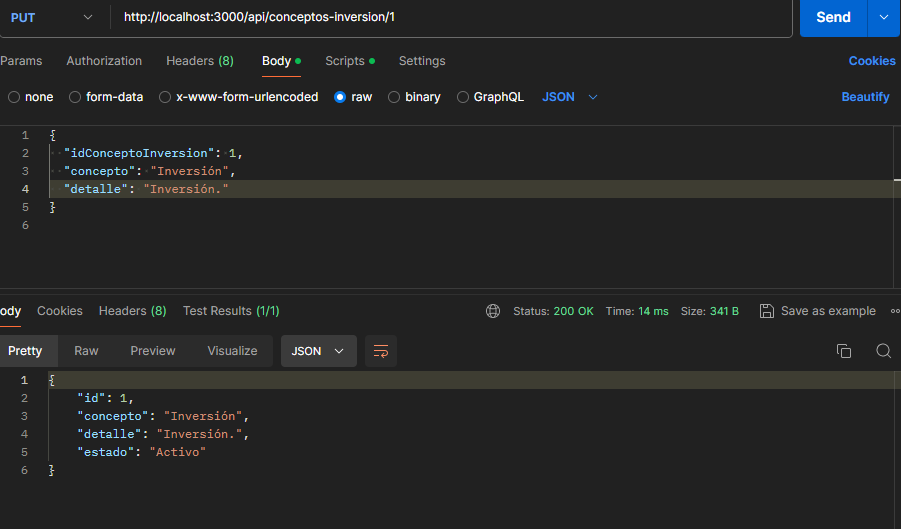 PUT http://localhost:3000/api/conceptos-inversion/1 Send
Params Authorization Headers (8) Body Scripts Settings Cookies
none form-data x-www-form-urlencoded raw binary GraphQL JSON Beautify
1 {
2 "idConceptoInversion": 1,
3 "concepto": "Inversión",
4 "detalle": "Inversión."
5 }
6
ody Cookies Headers (8) Test Results (1/1) Status: 200 OK Time: 14 ms Size: 341 B Save as example
Pretty Raw Preview Visualize JSON
1 {
2 "id": 1,
3 "concepto": "Inversión",
4 "detalle": "Inversión.",
5 "estado": "Activo"
6 }